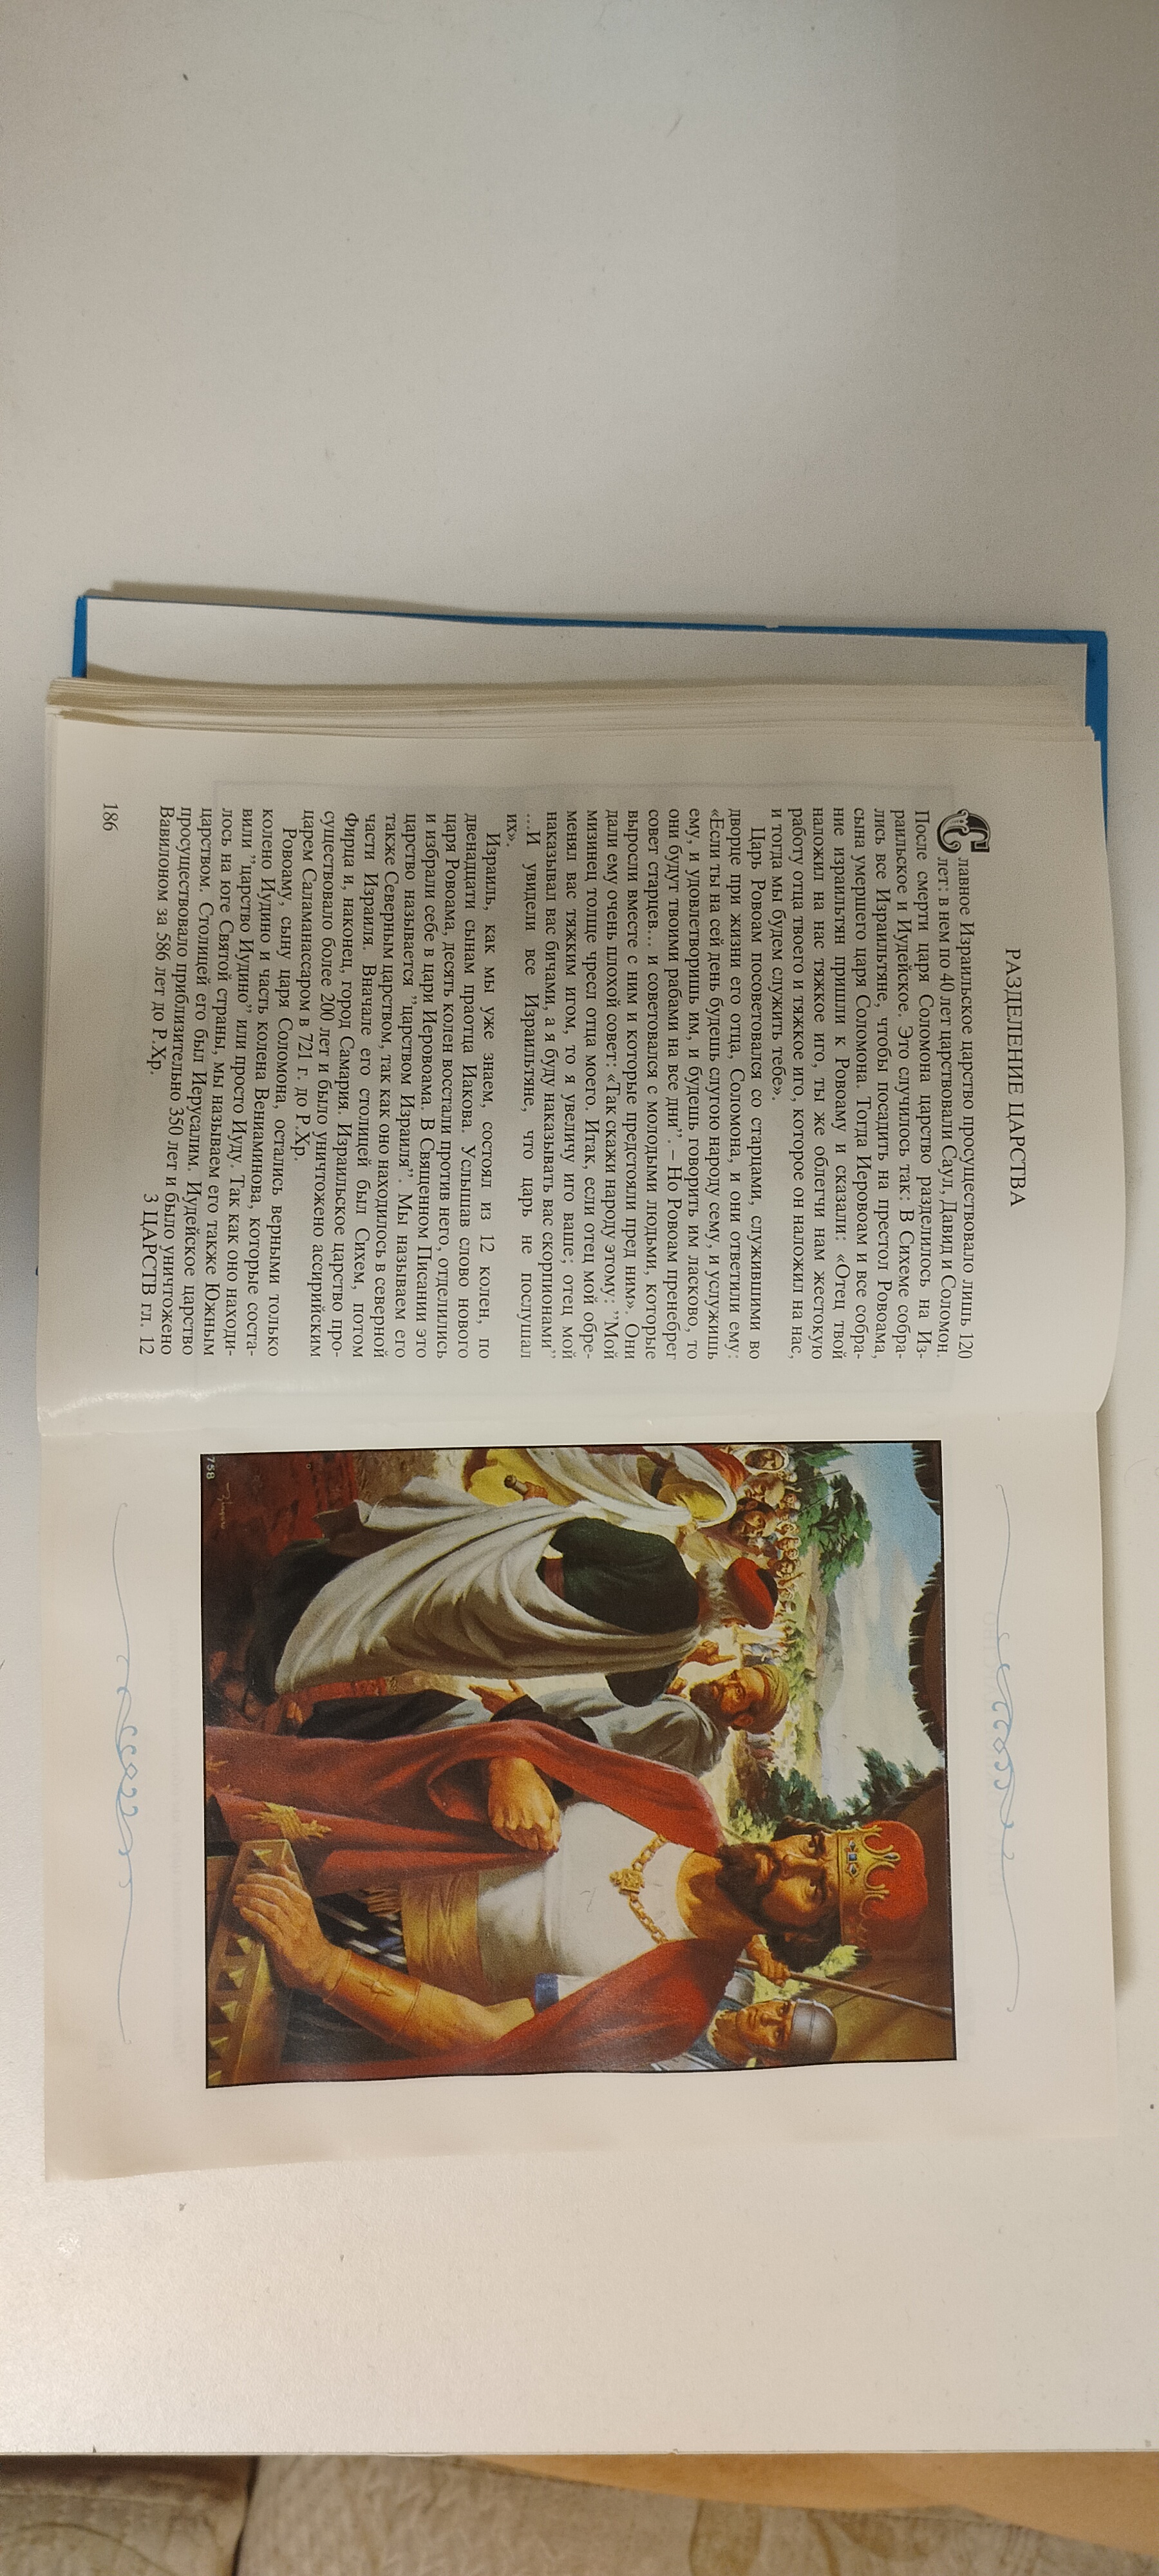 РАЗДЕЛЕНИЕ ЦАРСТВА
Славное Израильское царство просуществовало лишь 120
лет: в нем по 40 лет царствовали Саул, Давид и Соломон.
После смерти царя Соломона царство разделилось на Из-
раильское и Иудейское. Это случилось так: В Сихеме собра-
лись все Израильтяне, чтобы посадить на престол Ровоама,
сына умершего царя Соломона. Тогда Иеровоам и все собра-
ние израильтян пришли к Ровоаму и сказали: «Отец твой
наложил на нас тяжкое иго, ты же облегчи нам жестокую
работу отца твоего и тяжкое иго, которое он наложил на нас,
и тогда мы будем служить тебе».
Царь Ровоам посоветовался со старцами, служившими во
дворце при жизни его отца, Соломона, и они ответили ему:
«Если ты на сей день будешь слугою народу сему, и услужишь
ему, и удовлетворишь им, и будешь говорить им ласково, то
они будут твоими рабами на все дни”. – Но Ровоам пренебрег
совет старцев... и советовался с молодыми людьми, которые
выросли вместе с ним и которые предстояли пред ним». Они
дали ему очень плохой совет: «Так скажи народу этому: ”Мой
мизинец толще чресл отца моего. Итак, если отец мой обре-
менял вас тяжким игом, то я увеличу иго ваше; отец мой
наказывал вас бичами, а я буду наказывать вас скорпионами”
...И увидели все Израильтяне, что царь не послушал
их».
Израиль, как мы уже знаем, состоял из 12 колен, по
двенадцати сынам праотца Иакова. Услышав слово нового
царя Ровоама, десять колен восстали против него, отделились
и избрали себе в цари Иеровоама. В Священном Писании это
царство называется ”царством Израиля”. Мы называем его
также Северным царством, так как оно находилось в северной
части Израиля. Вначале его столицей был Сихем, потом
Фирца и, наконец, город Самария. Израильское царство про-
существовало более 200 лет и было уничтожено ассирийским
царем Саламанассаром в 721 г. до Р.Хр.
Ровоаму, сыну царя Соломона, остались верными только
колено Иудино и часть колена Вениаминова, которые соста-
вили ”царство Иудино” или просто Иуду. Так как оно находи-
лось на юге Святой страны, мы называем его также Южным
царством. Столицей его был Иерусалим. Иудейское царство
просуществовало приблизительно 350 лет и было уничтожено
Вавилоном за 586 лет до Р.Хр.
3 ЦАРСТВ гл. 12
186
758